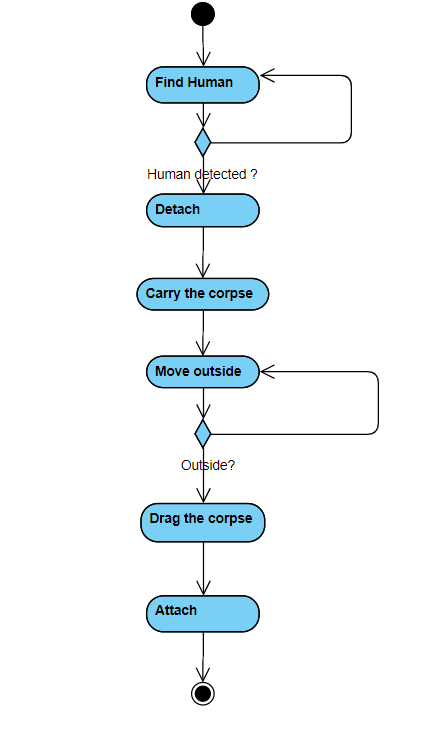 Find Human
Human detected ?
Detach
Carry the corpse
Move outside
Outside?
Drag the corpse
Attach